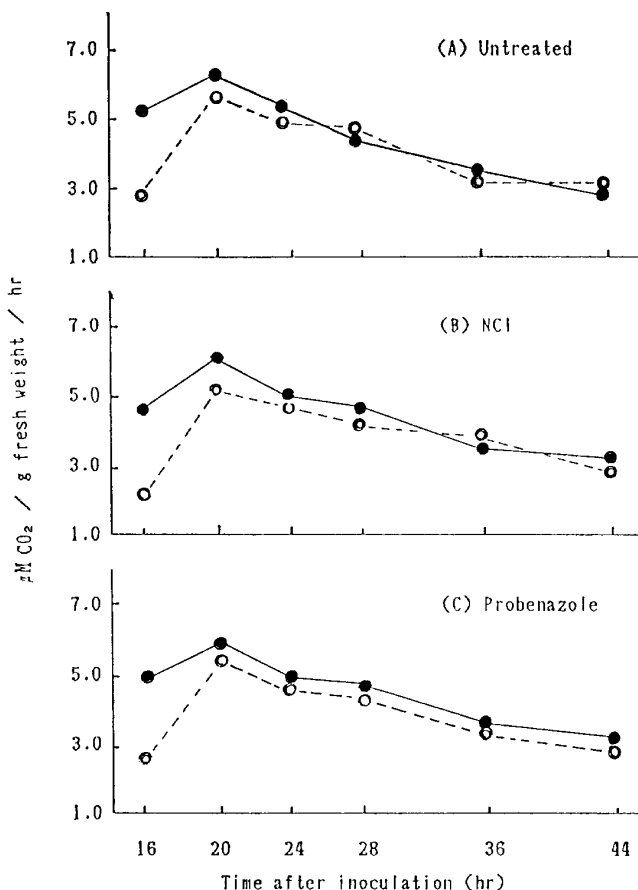 7.0
(A) Untreated
5.0
3.0
1.0
7.0
(B) NCI
5.0
3.0
1.0
μM CO₂ / g fresh weight / hr
7.0
(C) Probenazole
5.0
3.0
1.0
16 20 24 28 36 44
Time after inoculation (hr)